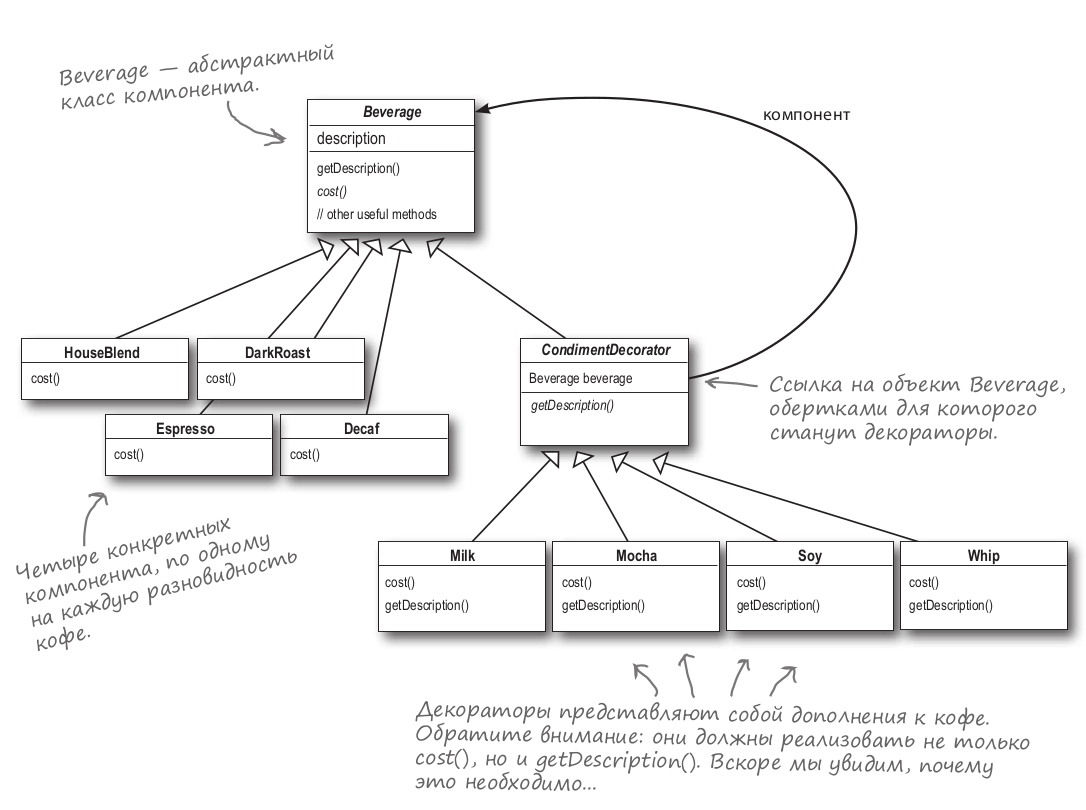 Beverage — абстрактный
класс компонента.
Beverage
description
getDescription()
cost()
// other useful methods
компонент
HouseBlend
cost()
DarkRoast
cost()
Espresso
cost()
Decaf
cost()
CondimentDecorator
Beverage beverage
getDescription()
Ссылка на объект Beverage,
обертками для которого
станут декораторы.
Четыре конкретных
компонента, по одному
на каждую разновидность
кофе.
Milk
cost()
getDescription()
Mocha
cost()
getDescription()
Soy
cost()
getDescription()
Whip
cost()
getDescription()
Декораторы представляют собой дополнения к кофе.
Обратите внимание: они должны реализовать не только
cost(), но и getDescription(). Вскоре мы увидим, почему
это необходимо...